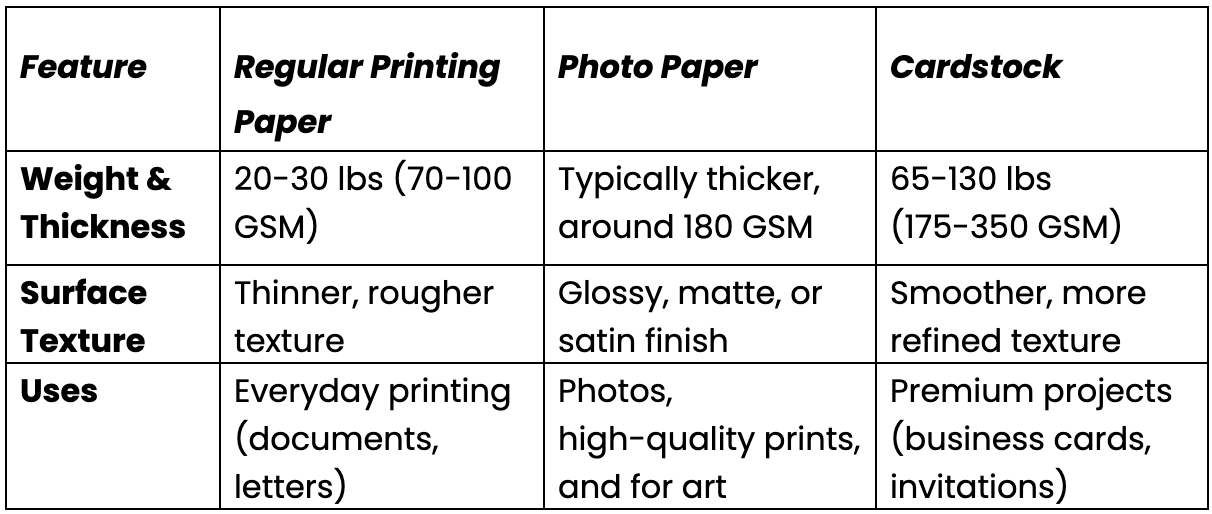 Feature
Regular Printing
Paper
Photo Paper
Cardstock
Weight &
Thickness
20-30 lbs (70-100
GSM)
Typically thicker,
around 180 GSM
65-130 lbs
(175-350 GSM)
Surface
Texture
Thinner, rougher
texture
Glossy, matte, or
satin finish
Smoother, more
refined texture
Uses
Everyday printing
(documents,
letters)
Photos,
high-quality prints,
and for art
Premium projects
(business cards,
invitations)